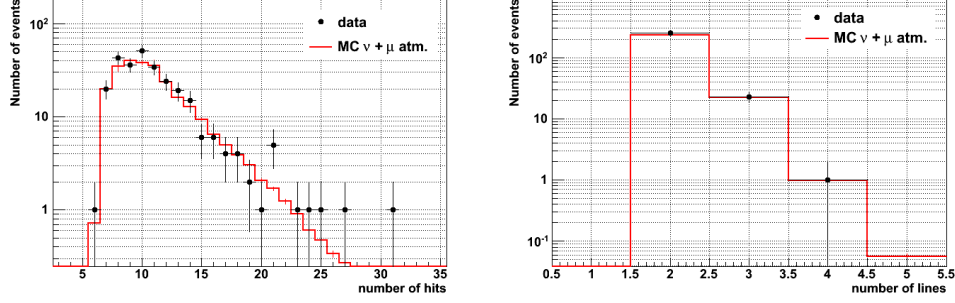 Number of events
10²
10
1
5 10 15 20 25 30 35
number of hits
data
MC ν + μ atm.
Number of events
10²
10
1
10⁻¹
0.5 1 1.5 2 2.5 3 3.5 4 4.5 5 5.5
number of lines
data
MC ν + μ atm.